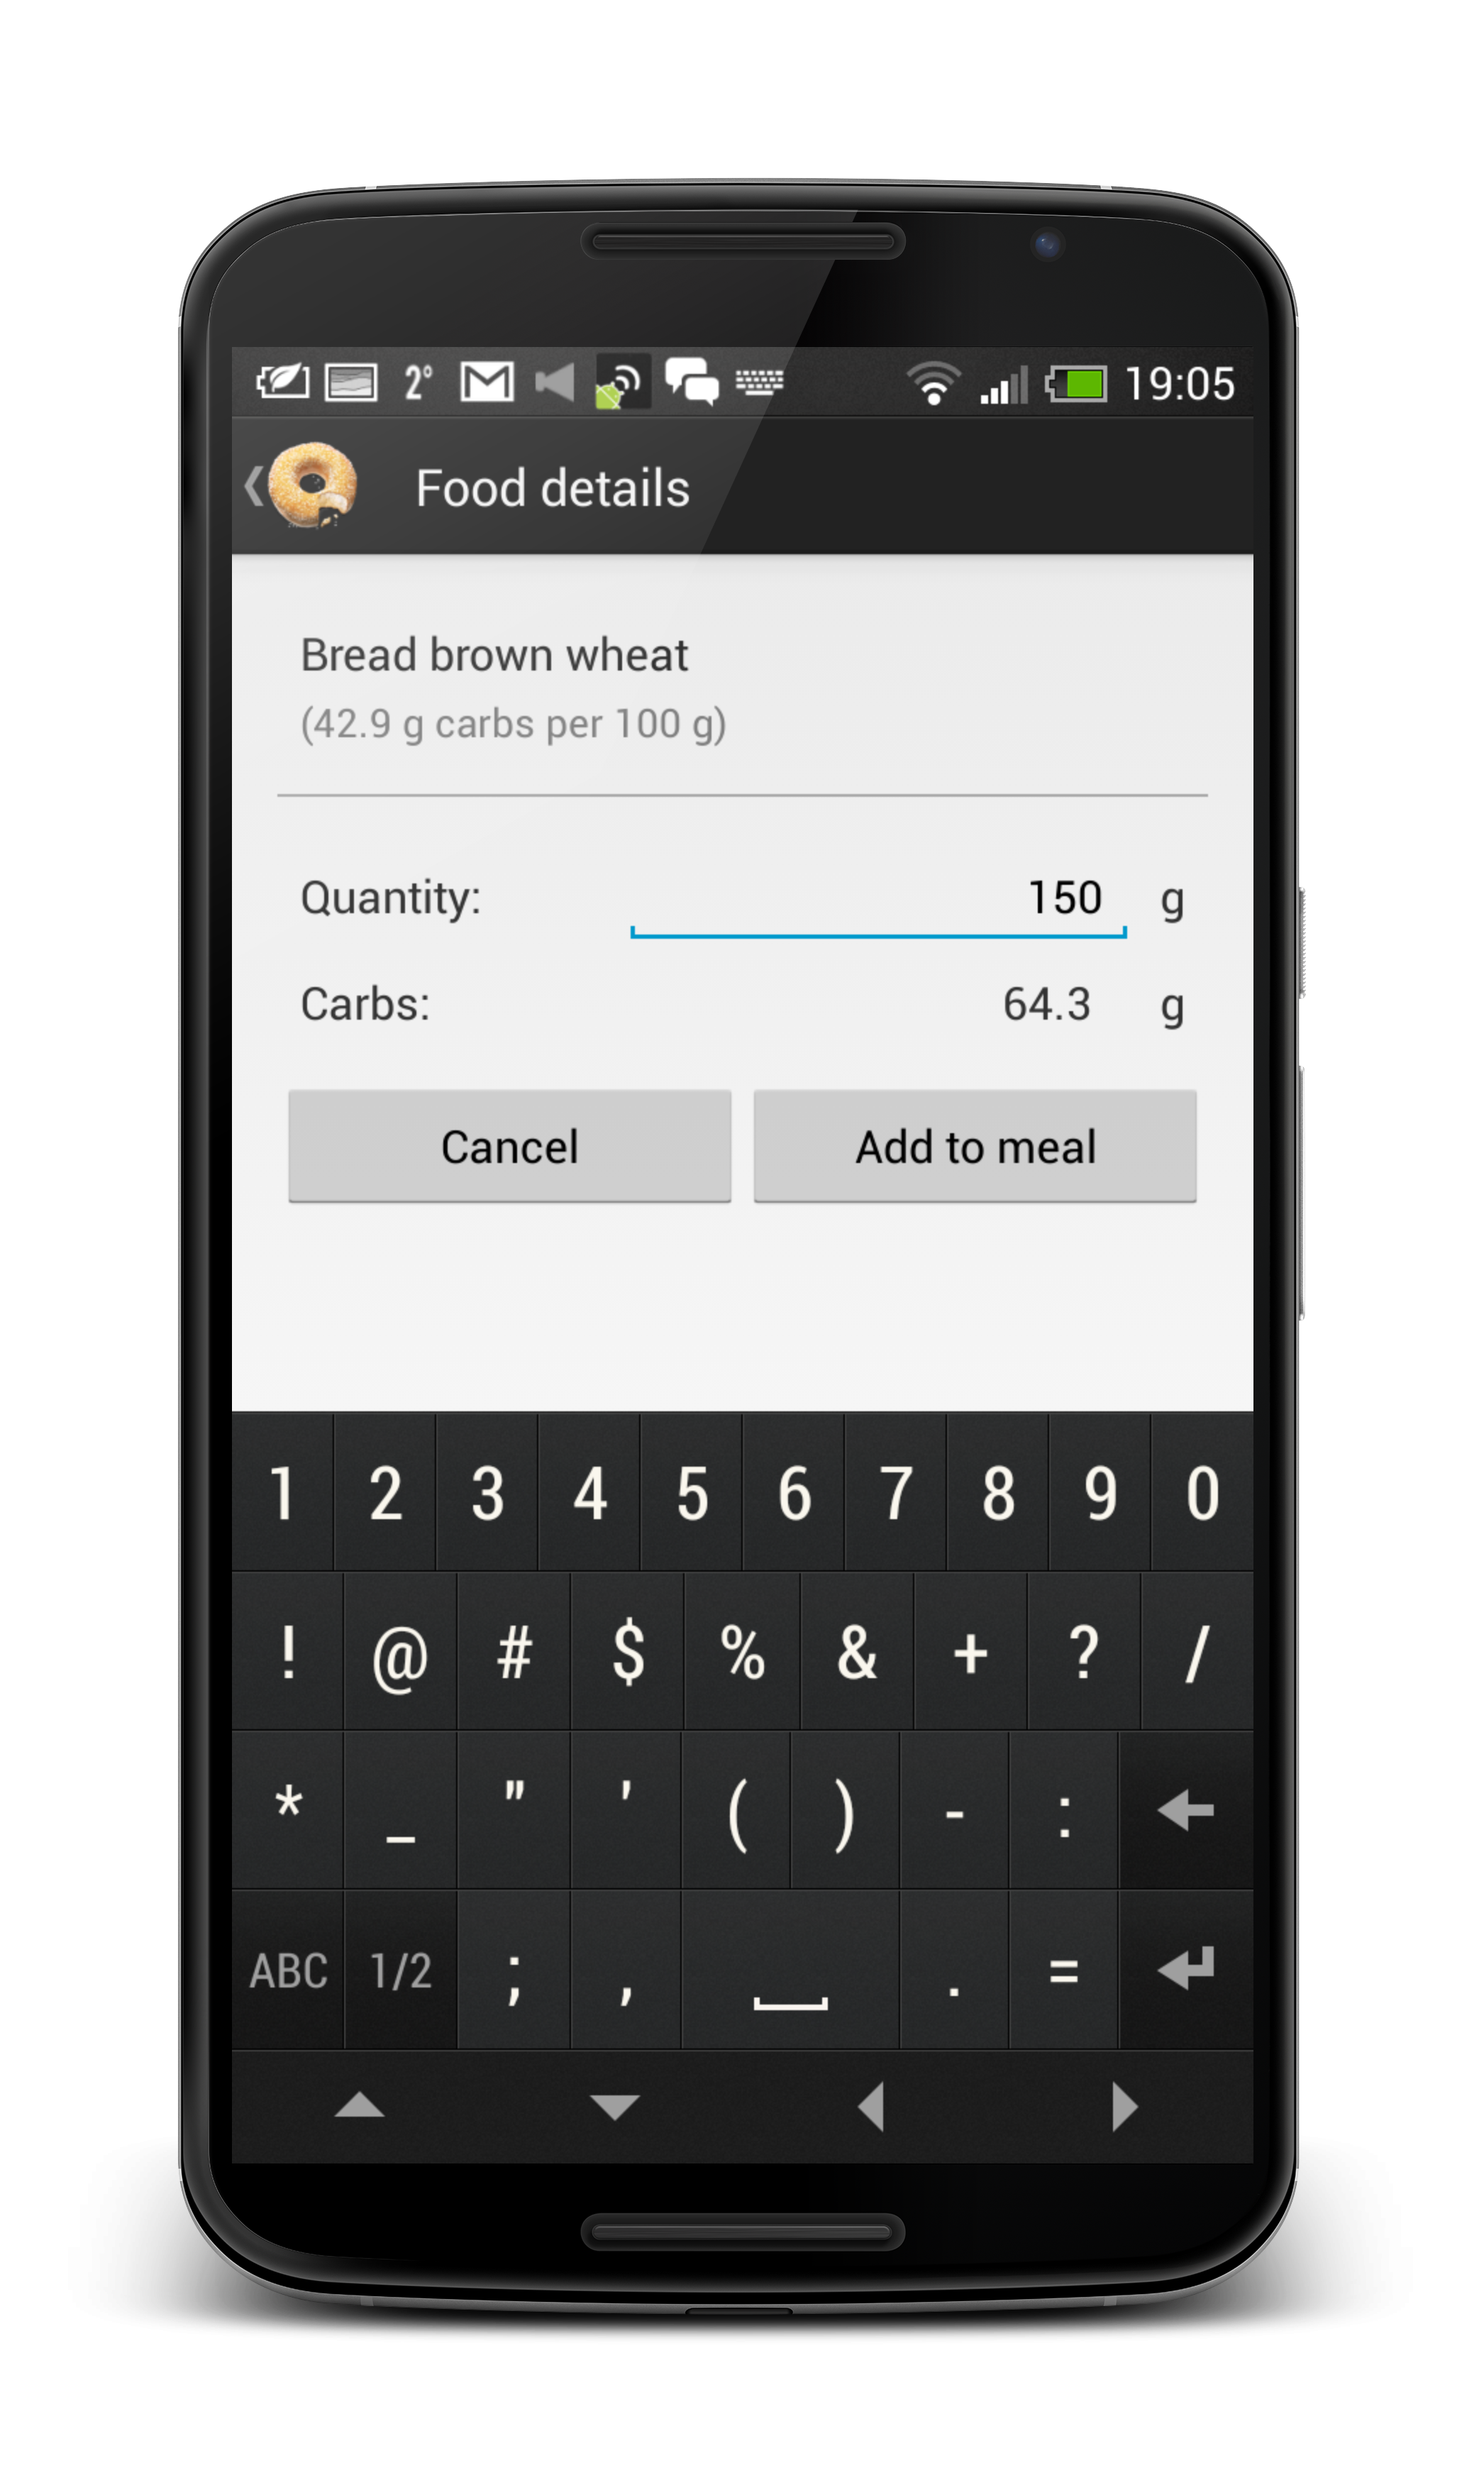 2° 19:05
Food details
Bread brown wheat
(42.9 g carbs per 100 g)
Quantity: 150 g
Carbs: 64.3 g
Cancel Add to meal
1 2 3 4 5 6 7 8 9 0
! @ # $ % & + ? /
* _ " ' ( ) - :
ABC 1/2 ; , . =